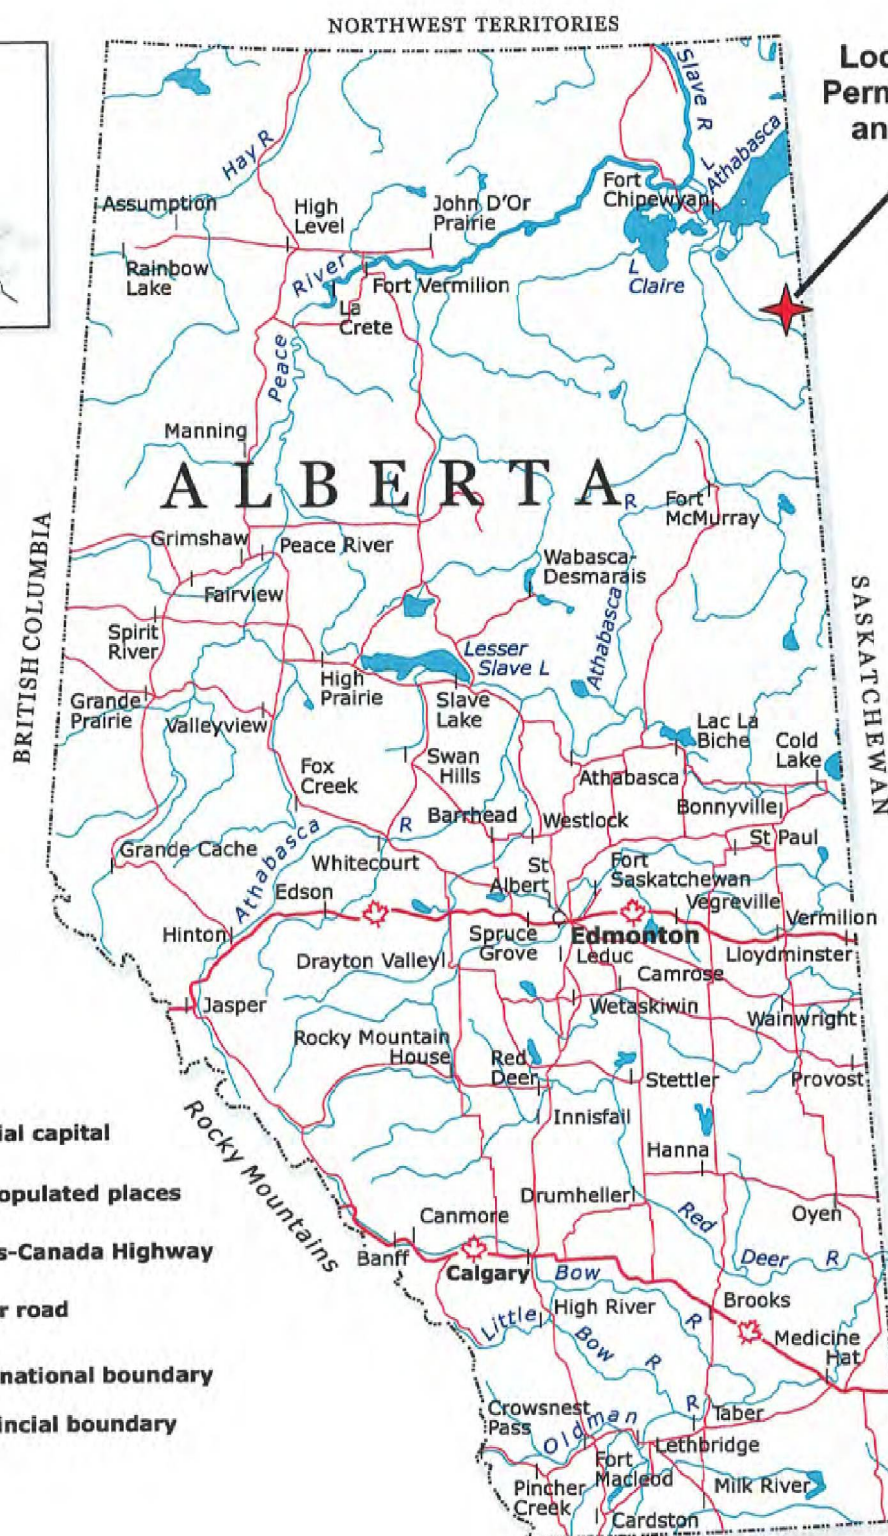 NORTHWEST TERRITORIES
Loc
Perm
an
Slave R
L Athabasca
Hay R
Fort
Chipewyan
Assumption
High
Level
John D'Or
Prairie
Rainbow
Lake
River
Fort Vermilion
L
Claire
La
Crete
Peace
Manning
ALBERTA
R
Fort
McMurray
Grimshaw
Peace River
Wabasca-
Desmarais
Fairview
BRITISH COLUMBIA
SASKATCHEWAN
Spirit
River
Athabasca
Lesser
Slave L
High
Prairie
Grande
Prairie
Slave
Lake
Valleyview
Lac La
Biche
Cold
Lake
Swan
Hills
Fox
Creek
Athabasca
Bonnyville
Barrhead
Westlock
R
Athabasca
St Paul
Grande Cache
Whitecourt
St
Albert
Fort
Saskatchewan
Edson
Vegreville
Vermilion
Hinton
Spruce
Grove
Edmonton
Leduc
Lloydminster
Drayton Valley
Camrose
Jasper
Wetaskiwin
Wainwright
Rocky Mountain
House
Red
Deer
Stettler
Provost
Innisfail
Rocky Mountains
ial capital
Hanna
opulated places
Drumheller
Red
Deer R
Oyen
Canmore
s-Canada Highway
Banff
Calgary
Bow
R
r road
High River
Brooks
Little
Bow
R
Medicine
Hat
national boundary
Crowsnest
Pass
R
Taber
incial boundary
Oldman
Lethbridge
Fort
Macleod
Pincher
Creek
Milk River
Cardston